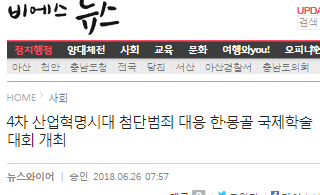 비에스 뉴스
UPDA
검색
정치행정 양대체전 사회 교육 문화 여행와you! 오피니
아산 천안 충남도청 전국 당진 서산 아산경찰서 충남도의회
HOME > 사회
4차 산업혁명시대 첨단범죄 대응 한·몽골 국제학술
대회 개최
뉴스와이어 | 승인 2018.06.26 07:57